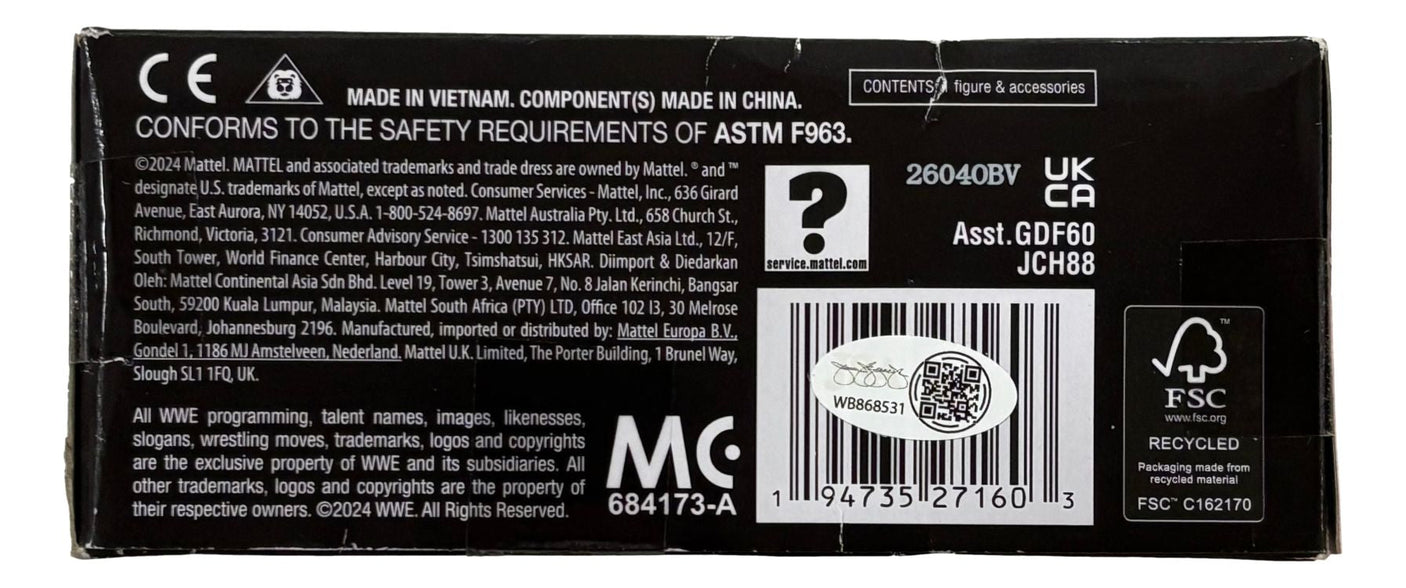 CE
MADE IN VIETNAM. COMPONENT(S) MADE IN CHINA.
CONTENTS: 1 figure & accessories
CONFORMS TO THE SAFETY REQUIREMENTS OF ASTM F963.
©2024 Mattel. MATTEL and associated trademarks and trade dress are owned by Mattel. ® and ™
designate U.S. trademarks of Mattel, except as noted. Consumer Services - Mattel, Inc., 636 Girard
Avenue, East Aurora, NY 14052, U.S.A. 1-800-524-8697. Mattel Australia Pty. Ltd., 658 Church St.,
Richmond, Victoria, 3121. Consumer Advisory Service - 1300 135 312. Mattel East Asia Ltd., 12/F,
South Tower, World Finance Center, Harbour City, Tsimshatsui, HKSAR. Diimport & Diedarkan
Oleh: Mattel Continental Asia Sdn Bhd. Level 19, Tower 3, Avenue 7, No. 8 Jalan Kerinchi, Bangsar
South, 59200 Kuala Lumpur, Malaysia. Mattel South Africa (PTY) LTD, Office 102 I3, 30 Melrose
Boulevard, Johannesburg 2196. Manufactured, imported or distributed by: Mattel Europa B.V.,
Gondel 1, 1186 MJ Amstelveen, Nederland. Mattel U.K. Limited, The Porter Building, 1 Brunel Way,
Slough SL1 1FQ, UK.
All WWE programming, talent names, images, likenesses,
slogans, wrestling moves, trademarks, logos and copyrights
are the exclusive property of WWE and its subsidiaries. All
other trademarks, logos and copyrights are the property of
their respective owners. ©2024 WWE. All Rights Reserved.
MC
684173-A
?
service.mattel.com
26040BV
UK
CA
Asst.GDF60
JCH88
WB868531
1 94735 27160 3
FSC
™
www.fsc.org
RECYCLED
Packaging made from
recycled material
FSC™ C162170